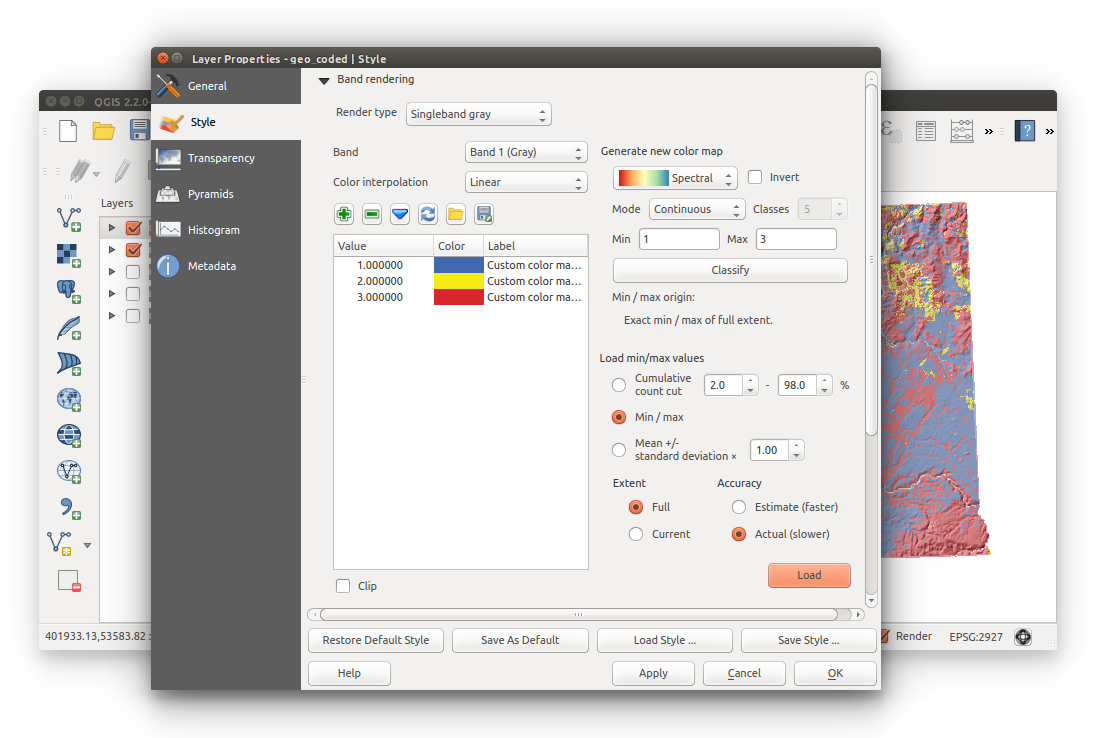 Layer Properties - geo_coded | Style
QGIS 2.2.0
General
Style
Transparency
Pyramids
Histogram
Metadata
Layers
Band rendering
Render type Singleband gray
Band Band 1 (Gray)
Color interpolation Linear
Value Color Label
1.000000 Custom color ma...
2.000000 Custom color ma...
3.000000 Custom color ma...
Clip
Generate new color map
Spectral Invert
Mode Continuous Classes 5
Min 1 Max 3
Classify
Min / max origin:
Exact min / max of full extent.
Load min/max values
Cumulative
count cut 2.0 - 98.0 %
Min / max
Mean +/-
standard deviation × 1.00
Extent Accuracy
Full Estimate (faster)
Current Actual (slower)
Load
Restore Default Style Save As Default Load Style ... Save Style ...
Help Apply Cancel OK
401933.13,53583.82 :
Render EPSG:2927